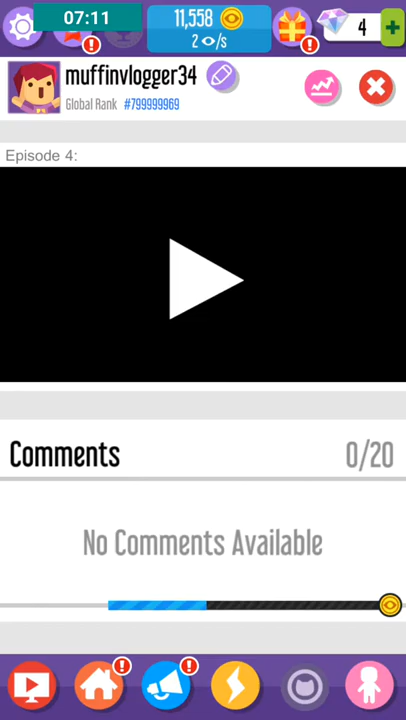 07:11
11,558
2 /s
4
muffinvlogger34
Global Rank #799999969
Episode 4:
Comments 0/20
No Comments Available